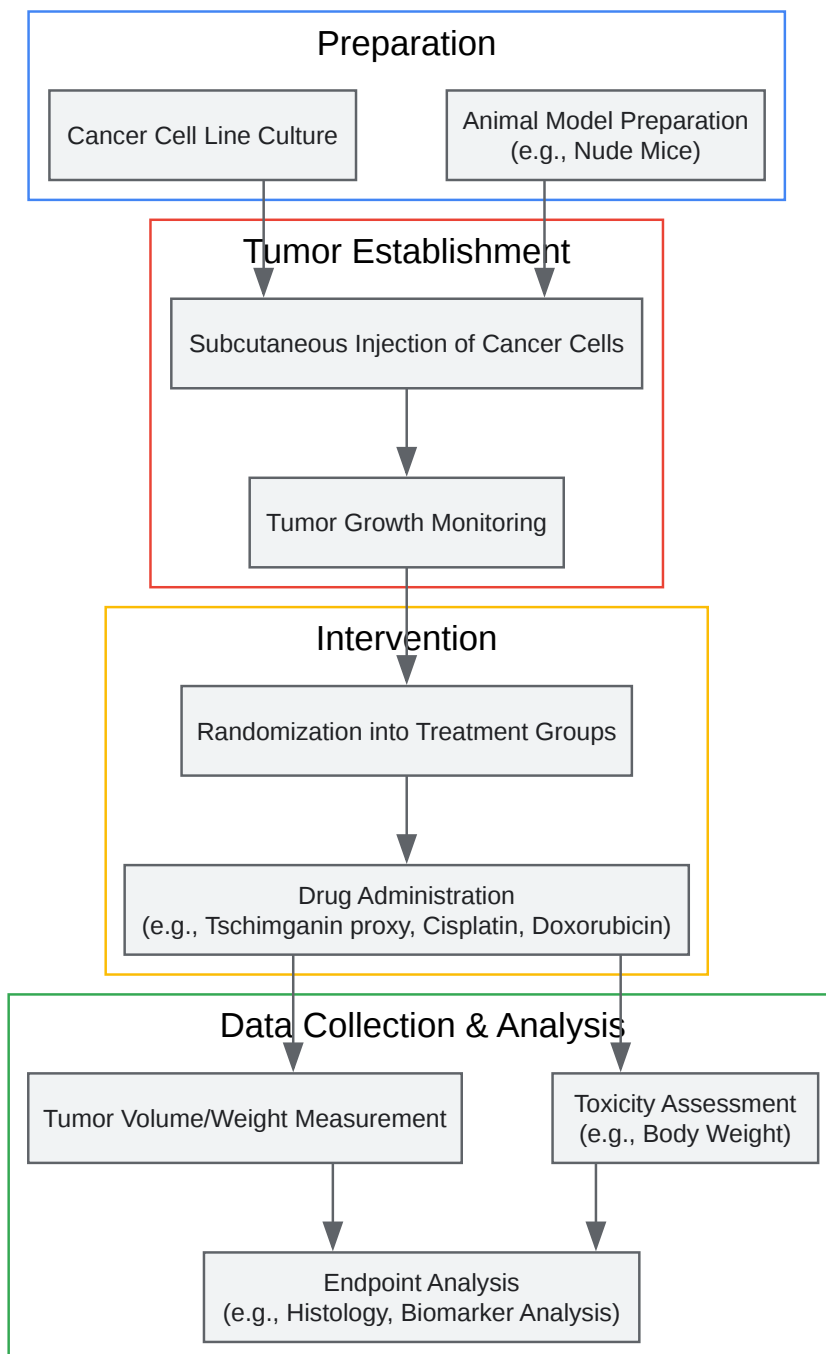 Preparation
Cancer Cell Line Culture
Animal Model Preparation
(e.g., Nude Mice)
Tumor Establishment
Subcutaneous Injection of Cancer Cells
Tumor Growth Monitoring
Intervention
Randomization into Treatment Groups
Drug Administration
(e.g., Tschimganin proxy, Cisplatin, Doxorubicin)
Data Collection & Analysis
Tumor Volume/Weight Measurement
Toxicity Assessment
(e.g., Body Weight)
Endpoint Analysis
(e.g., Histology, Biomarker Analysis)